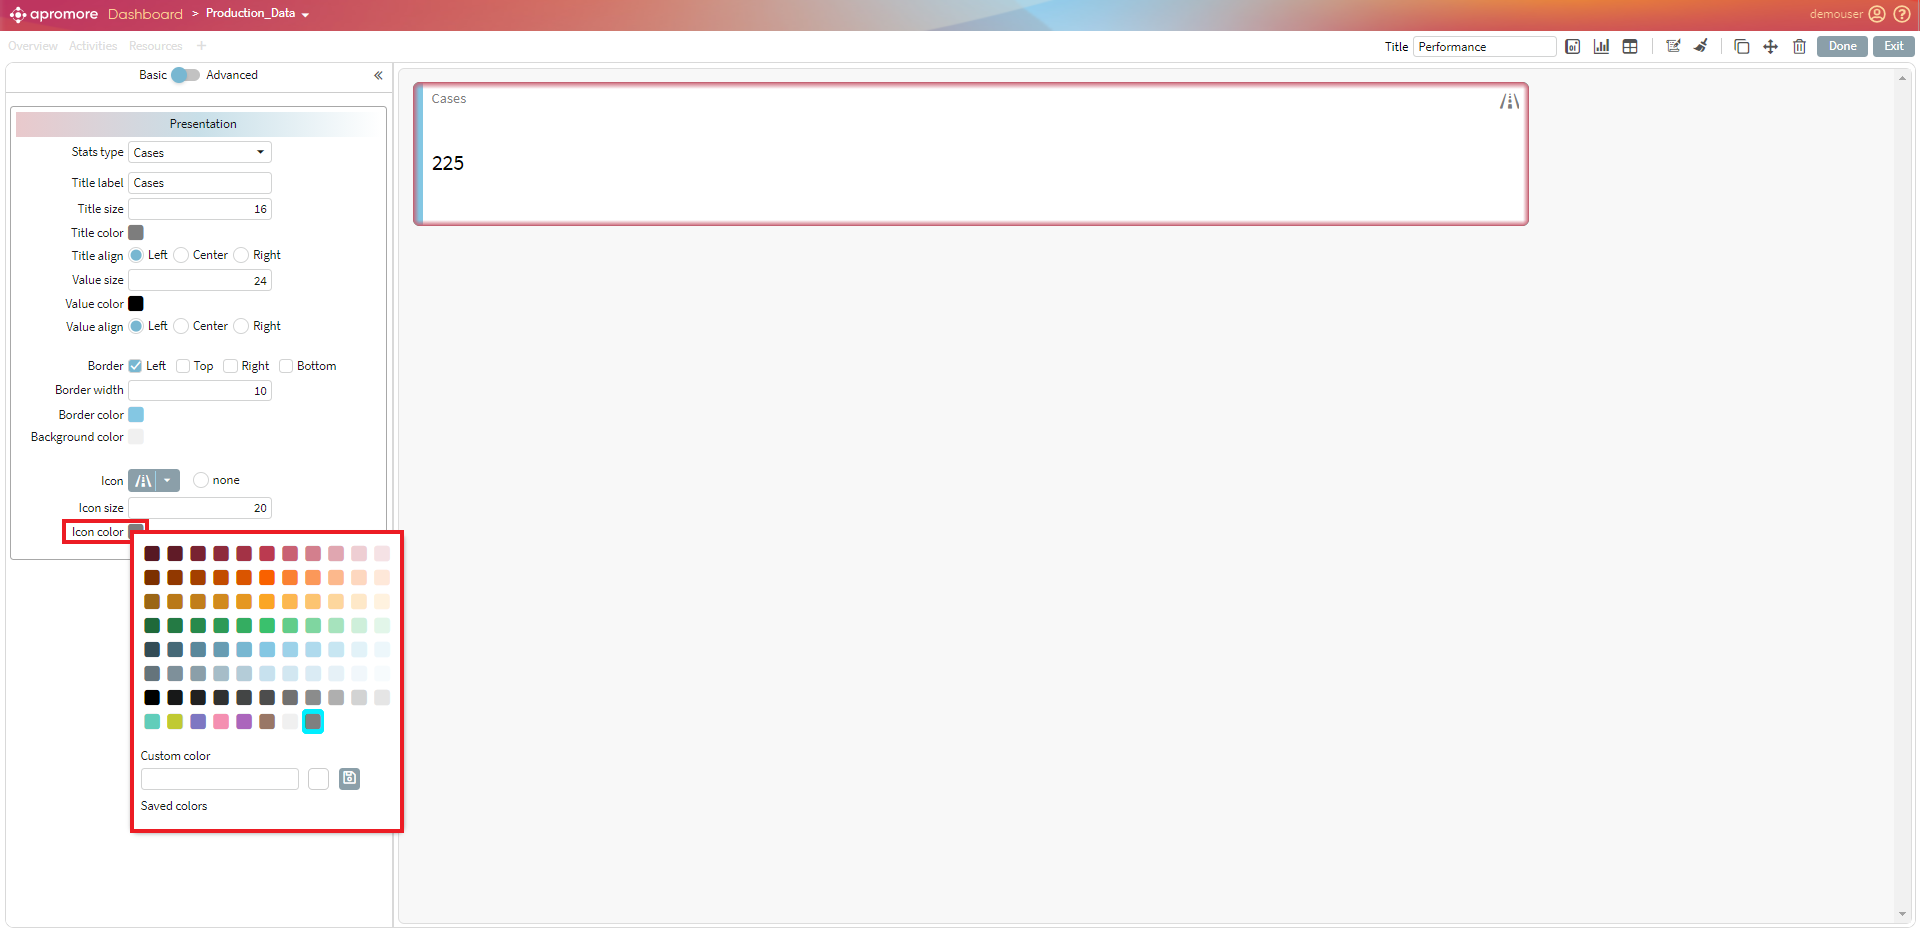 apromore Dashboard > Production_Data
demouser
Overview Activities Resources +
Title Performance Done Exit
Basic Advanced
Presentation
Stats type Cases
Title label Cases
Title size 16
Title color
Title align Left Center Right
Value size 24
Value color
Value align Left Center Right
Border Left Top Right Bottom
Border width 10
Border color
Background color
Icon none
Icon size 20
Icon color
Custom color
Saved colors
Cases
225